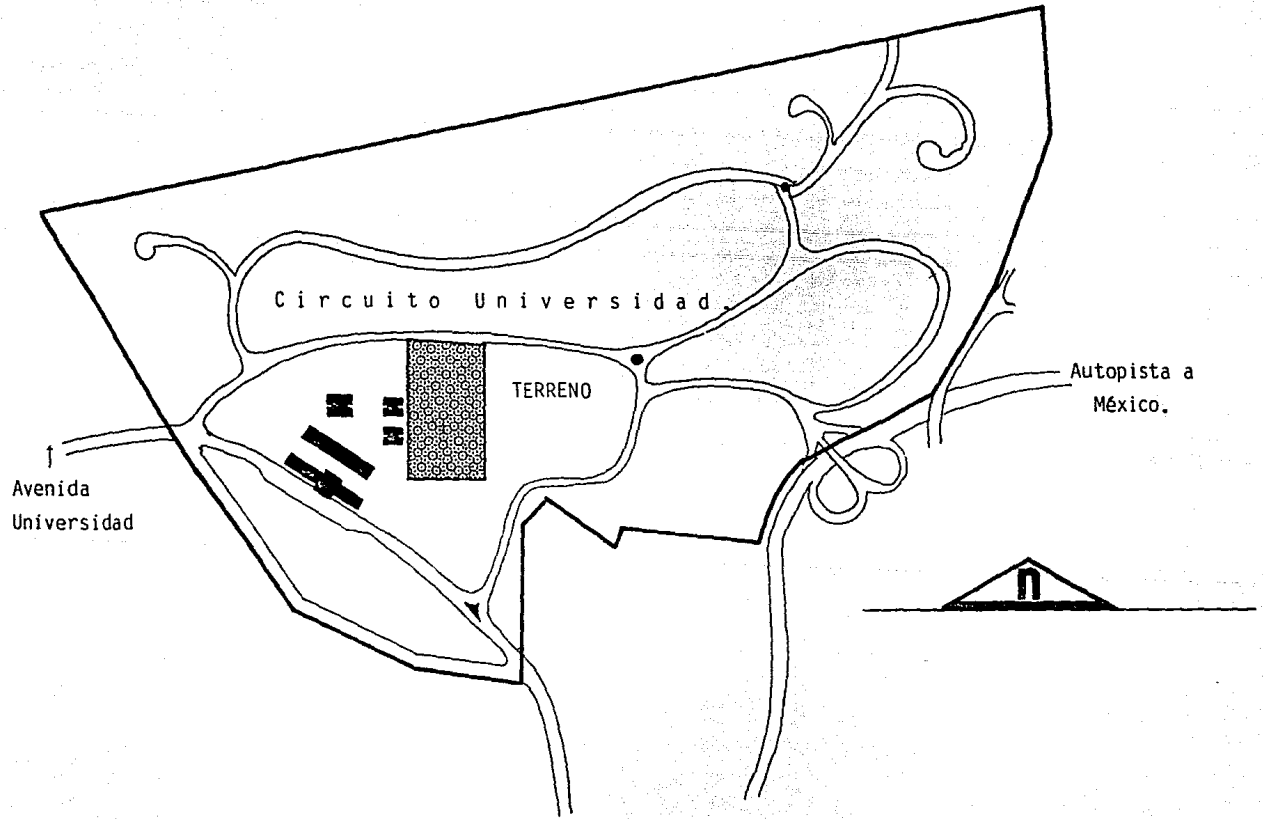 Circuito Universidad.
TERRENO
Autopista a
México.
↑
Avenida
Universidad
n